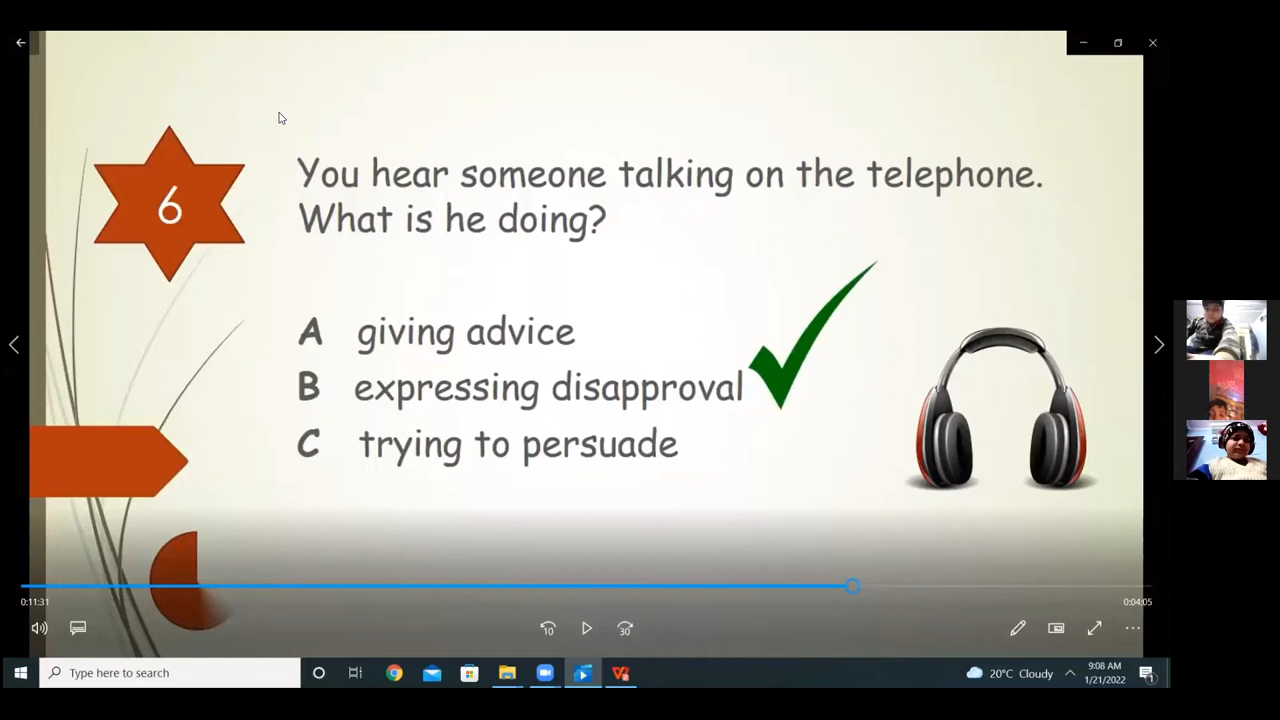 6
You hear someone talking on the telephone.
What is he doing?
A giving advice
B expressing disapproval
C trying to persuade
0:11:31
0:04:05
10
30
Type here to search
20°C Cloudy
9:08 AM
1/21/2022
1